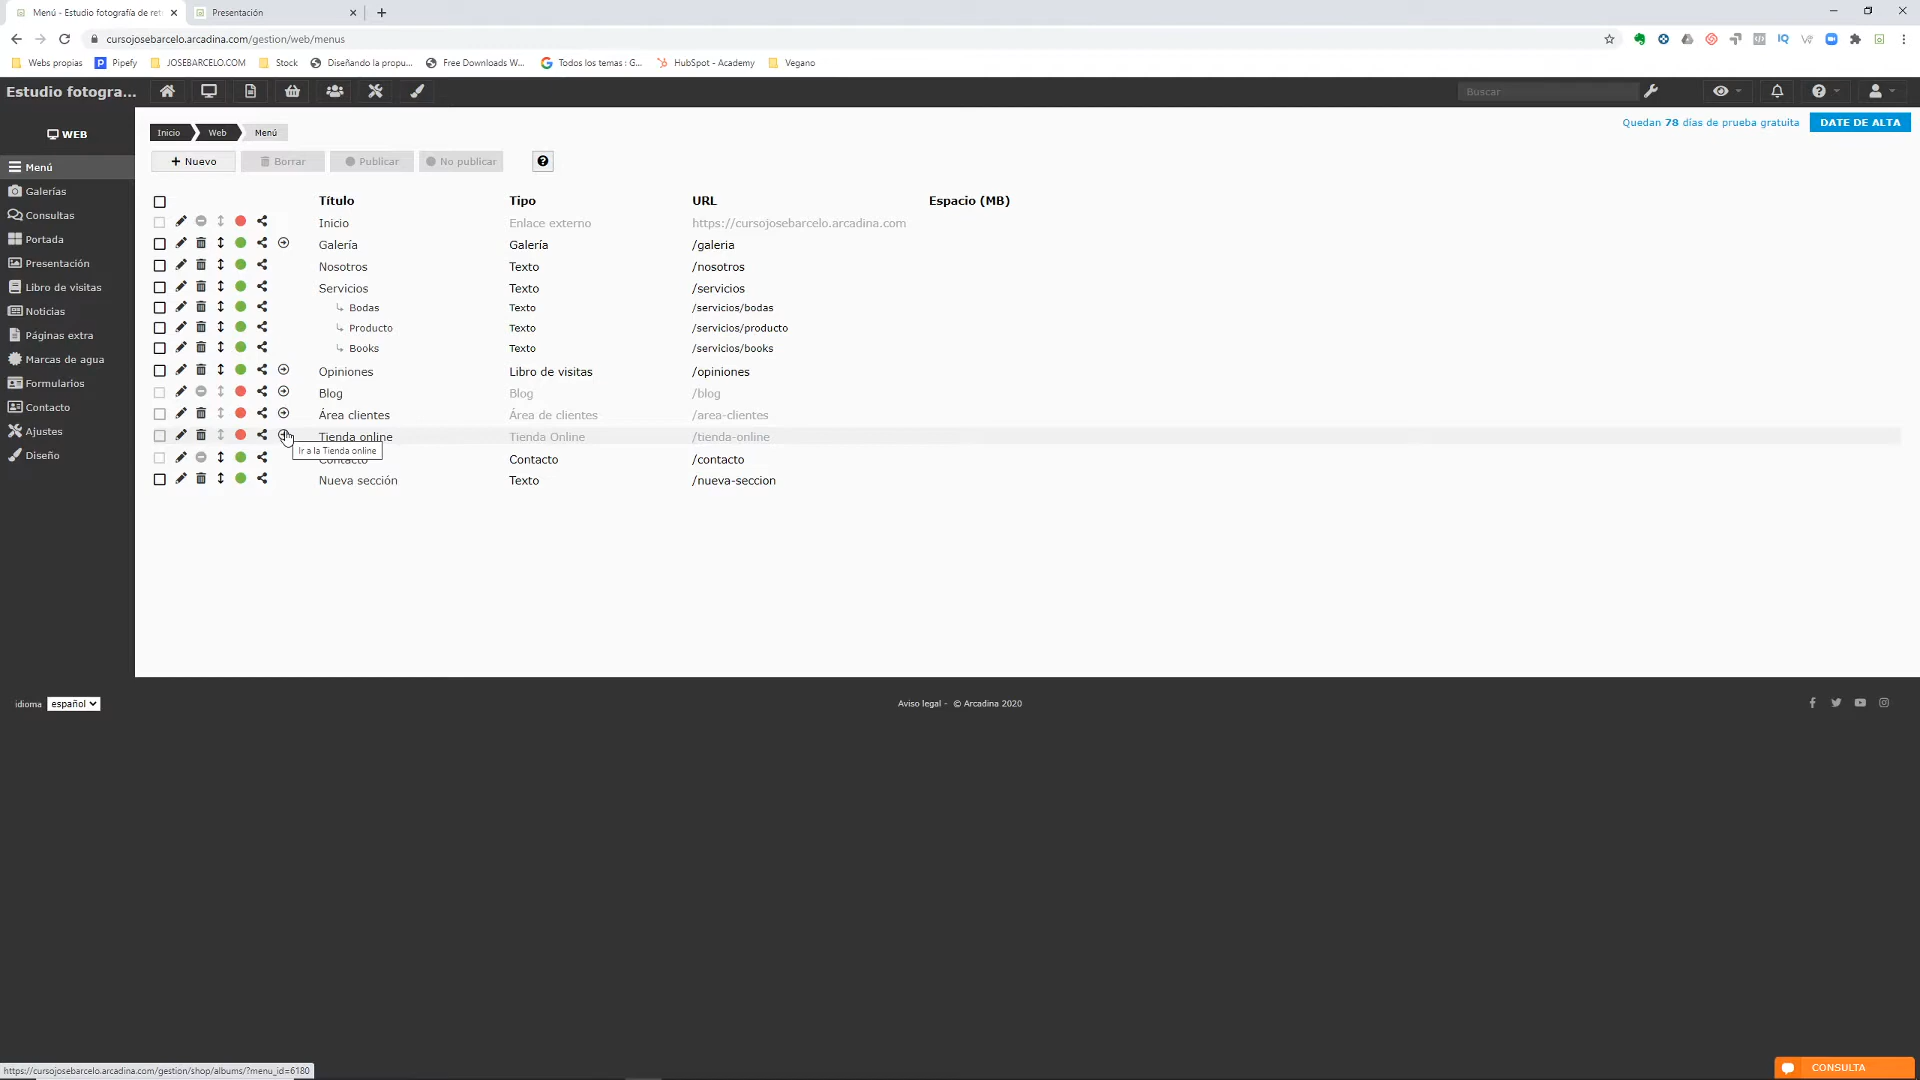 Menú - Estudio fotografía de ret
Presentación
cursojosebarcelo.arcadina.com/gestion/web/menus
Webs propias
Pipefy
JOSEBARCELO.COM
Stock
Diseñando la propu...
Free Downloads W...
Todos los temas : G...
HubSpot - Academy
Vegano
Estudio fotogra...
Buscar
WEB
Inicio
Web
Menú
Quedan 78 días de prueba gratuita
DATE DE ALTA
Nuevo
Borrar
Publicar
No publicar
Menú
Galerías
Consultas
Portada
Presentación
Libro de visitas
Noticias
Páginas extra
Marcas de agua
Formularios
Contacto
Ajustes
Diseño
Título Tipo URL Espacio (MB)
Inicio Enlace externo https://cursojosebarcelo.arcadina.com
Galería Galería /galeria
Nosotros Texto /nosotros
Servicios Texto /servicios
Bodas Texto /servicios/bodas
Producto Texto /servicios/producto
Books Texto /servicios/books
Opiniones Libro de visitas /opiniones
Blog Blog /blog
Área clientes Área de clientes /area-clientes
Tienda online Tienda Online /tienda-online
Ir a la Tienda online
Contacto Contacto /contacto
Nueva sección Texto /nueva-seccion
idioma español
Aviso legal - © Arcadina 2020
https://cursojosebarcelo.arcadina.com/gestion/shop/albums/?menu_id=6180
CONSULTA